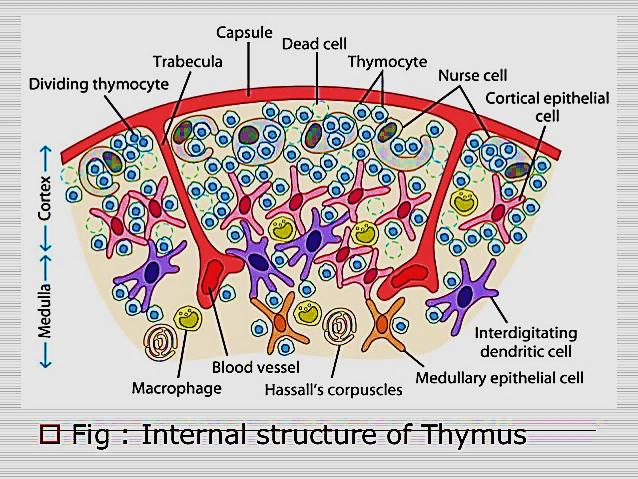 Capsule
Dead cell
Trabecula
Thymocyte
Nurse cell
Dividing thymocyte
Cortical epithelial
cell
Cortex
Medulla
Interdigitating
dendritic cell
Blood vessel
Medullary epithelial cell
Macrophage
Hassall's corpuscles
Fig : Internal structure of Thymus